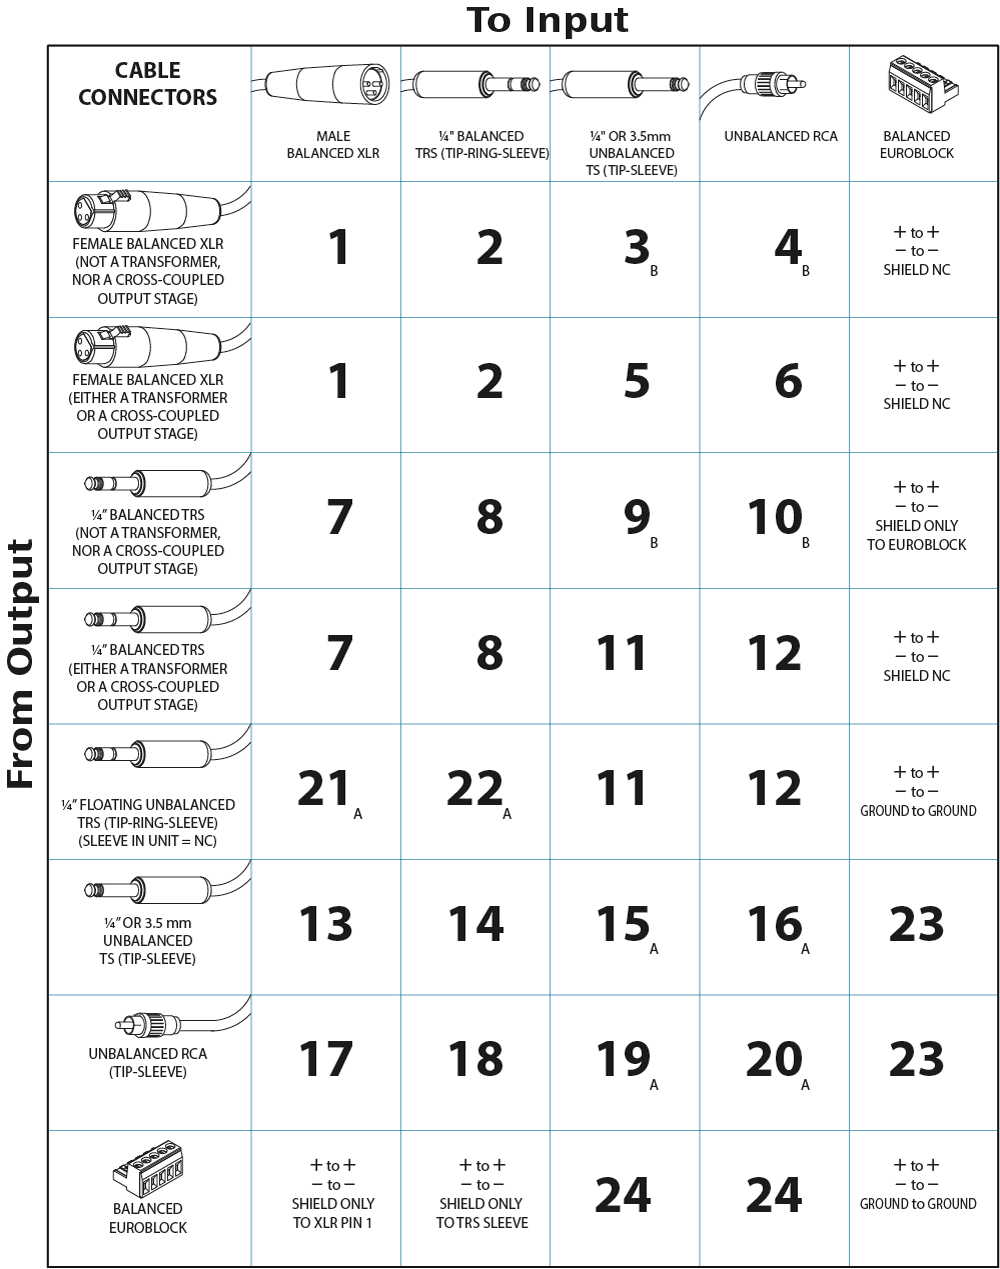 To Input
CABLE
CONNECTORS
MALE
BALANCED XLR
¼" BALANCED
TRS (TIP-RING-SLEEVE)
¼" OR 3.5mm
UNBALANCED
TS (TIP-SLEEVE)
UNBALANCED RCA
BALANCED
EUROBLOCK
From Output
FEMALE BALANCED XLR
(NOT A TRANSFORMER,
NOR A CROSS-COUPLED
OUTPUT STAGE)
1
2
3 B
4 B
+ to +
– to –
SHIELD NC
FEMALE BALANCED XLR
(EITHER A TRANSFORMER
OR A CROSS-COUPLED
OUTPUT STAGE)
1
2
5
6
+ to +
– to –
SHIELD NC
¼” BALANCED TRS
(NOT A TRANSFORMER,
NOR A CROSS-COUPLED
OUTPUT STAGE)
7
8
9 B
10 B
+ to +
– to –
SHIELD ONLY
TO EUROBLOCK
¼” BALANCED TRS
(EITHER A TRANSFORMER
OR A CROSS-COUPLED
OUTPUT STAGE)
7
8
11
12
+ to +
– to –
SHIELD NC
¼” FLOATING UNBALANCED
TRS (TIP-RING-SLEEVE)
(SLEEVE IN UNIT = NC)
21 A
22 A
11
12
+ to +
– to –
GROUND to GROUND
¼” OR 3.5 mm
UNBALANCED
TS (TIP-SLEEVE)
13
14
15 A
16 A
23
UNBALANCED RCA
(TIP-SLEEVE)
17
18
19 A
20 A
23
BALANCED
EUROBLOCK
+ to +
– to –
SHIELD ONLY
TO XLR PIN 1
+ to +
– to –
SHIELD ONLY
TO TRS SLEEVE
24
24
+ to +
– to –
GROUND to GROUND